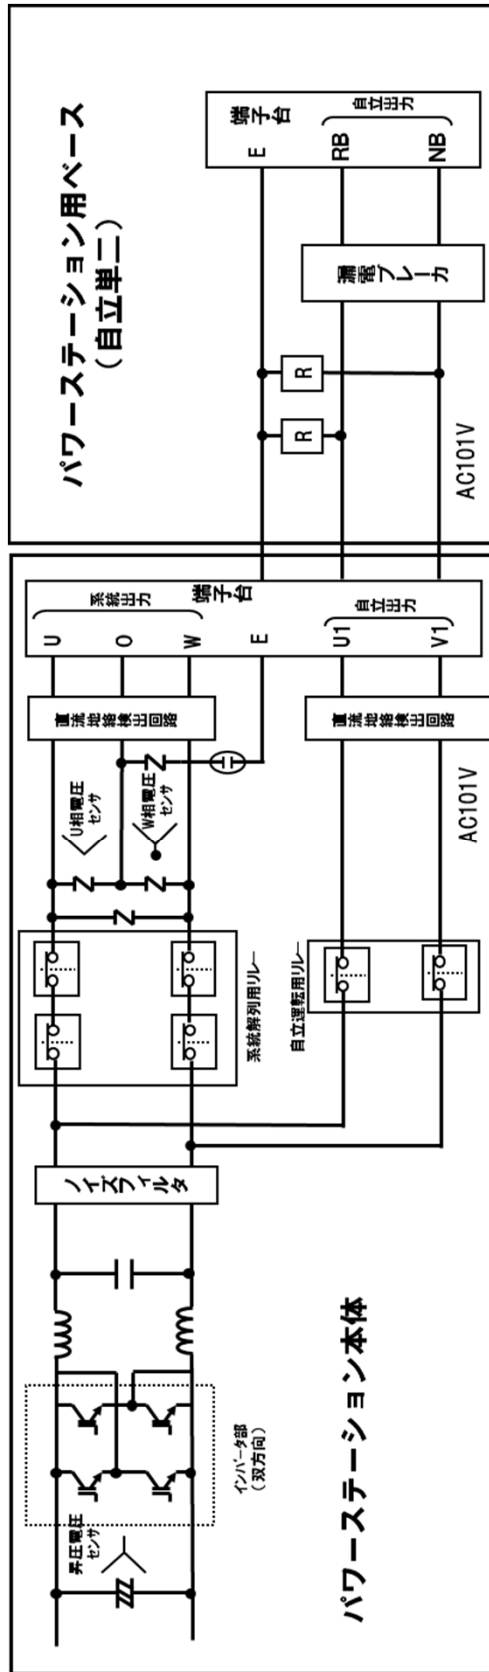 パワーステーション用ベース
（自立単二）
端子台
自立出力
E
RB
NB
漏電ブレーカ
R
R
AC101V
系統出力
端子台
自立出力
U
O
W
E
U1
V1
直流地絡検出回路
直流地絡検出回路
U相電圧
センサ
W相電圧
センサ
AC101V
系統解列用リレー
自立運転用リレー
ノイズフィルタ
インバータ部
（双方向）
昇圧電圧
センサ
パワーステーション本体